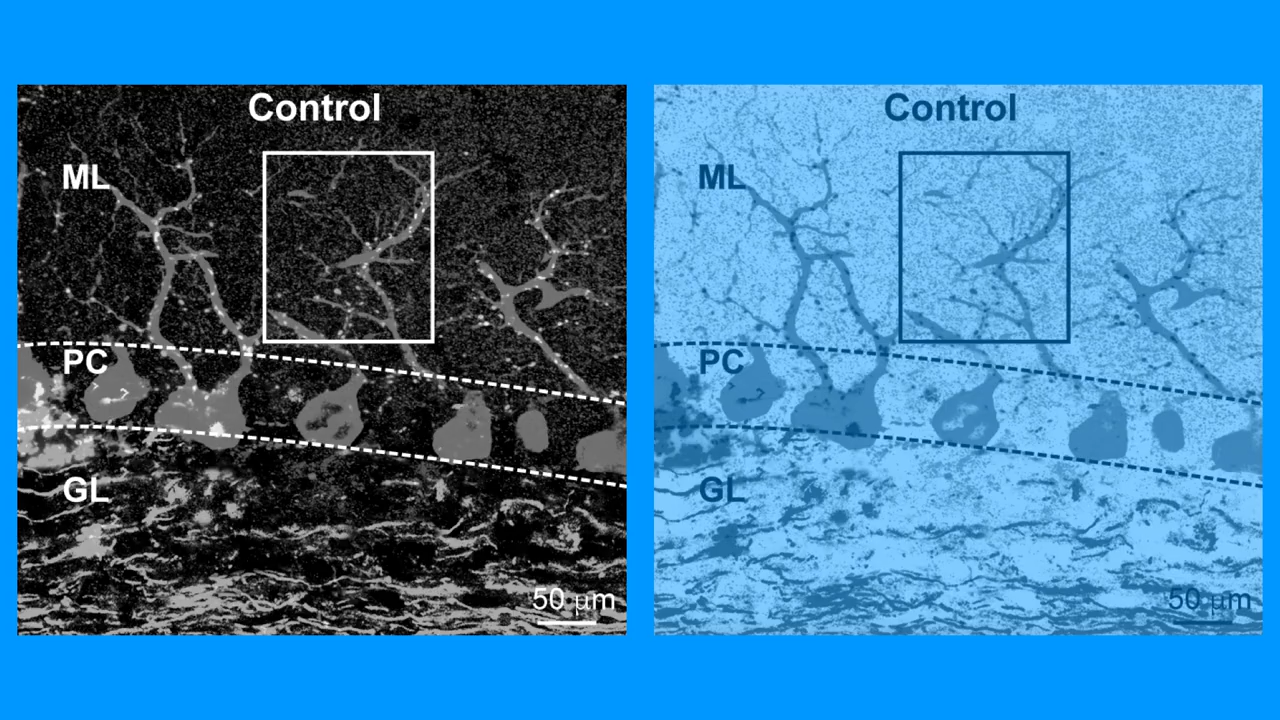 Control
ML
PC
GL
50 μm
Control
ML
PC
GL
50 μm